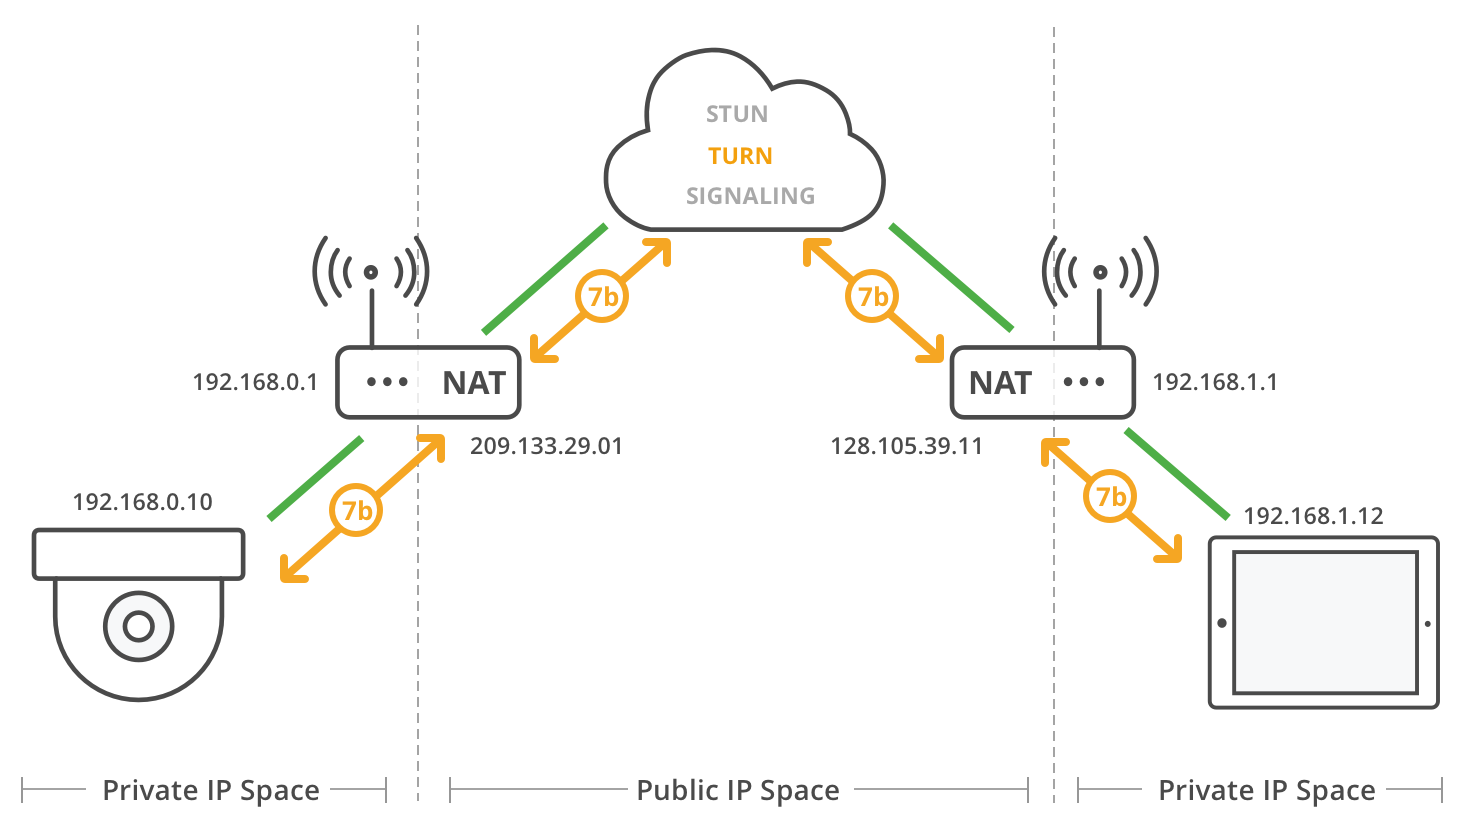 STUN
TURN
SIGNALING
7b
7b
192.168.0.1
NAT
NAT
192.168.1.1
209.133.29.01
128.105.39.11
192.168.0.10
7b
7b
192.168.1.12
Private IP Space
Public IP Space
Private IP Space